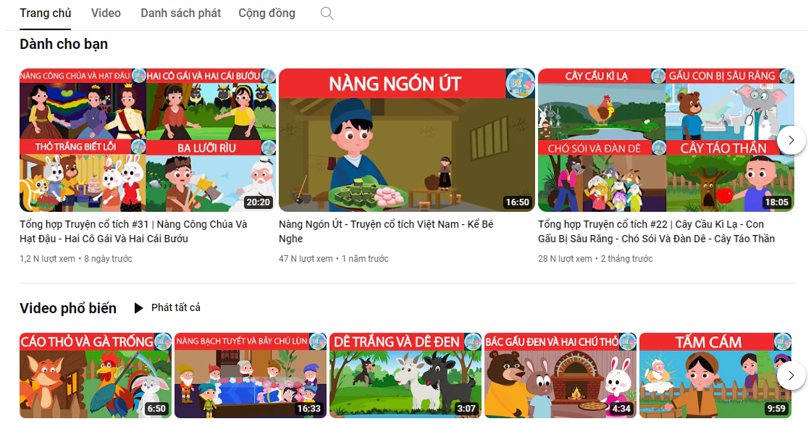 Trang chủ Video Danh sách phát Cộng đồng
Dành cho bạn
NÀNG CÔNG CHÚA VÀ HẠT ĐẬU
HAI CÔ GÁI VÀ HAI CÁI BƯỚU
THỎ TRẮNG BIẾT LỖI
BA LƯỠI RÌU
20:20
NÀNG NGÓN ÚT
16:50
CÂY CẦU KÌ LẠ
GẤU CON BỊ SÂU RĂNG
CHÓ SÓI VÀ ĐÀN DÊ
CÂY TÁO THẦN
18:05
Tổng hợp Truyện cổ tích #31 | Nàng Công Chúa Và
Hạt Đậu - Hai Cô Gái Và Hai Cái Bướu
1,2 N lượt xem • 8 ngày trước
Nàng Ngón Út - Truyện cổ tích Việt Nam - Kể Bé
Nghe
47 N lượt xem • 1 năm trước
Tổng hợp Truyện cổ tích #22 | Cây Cầu Kì Lạ - Con
Gấu Bị Sâu Răng - Chó Sói Và Đàn Dê - Cây Táo Thần
28 N lượt xem • 2 tháng trước
Video phổ biến Phát tất cả
CÁO THỎ VÀ GÀ TRỐNG
6:50
NÀNG BẠCH TUYẾT VÀ BẢY CHÚ LÙN
16:33
DÊ TRẮNG VÀ DÊ ĐEN
3:07
BÁC GẤU ĐEN VÀ HAI CHÚ THỎ
4:34
TẤM CÁM
9:59